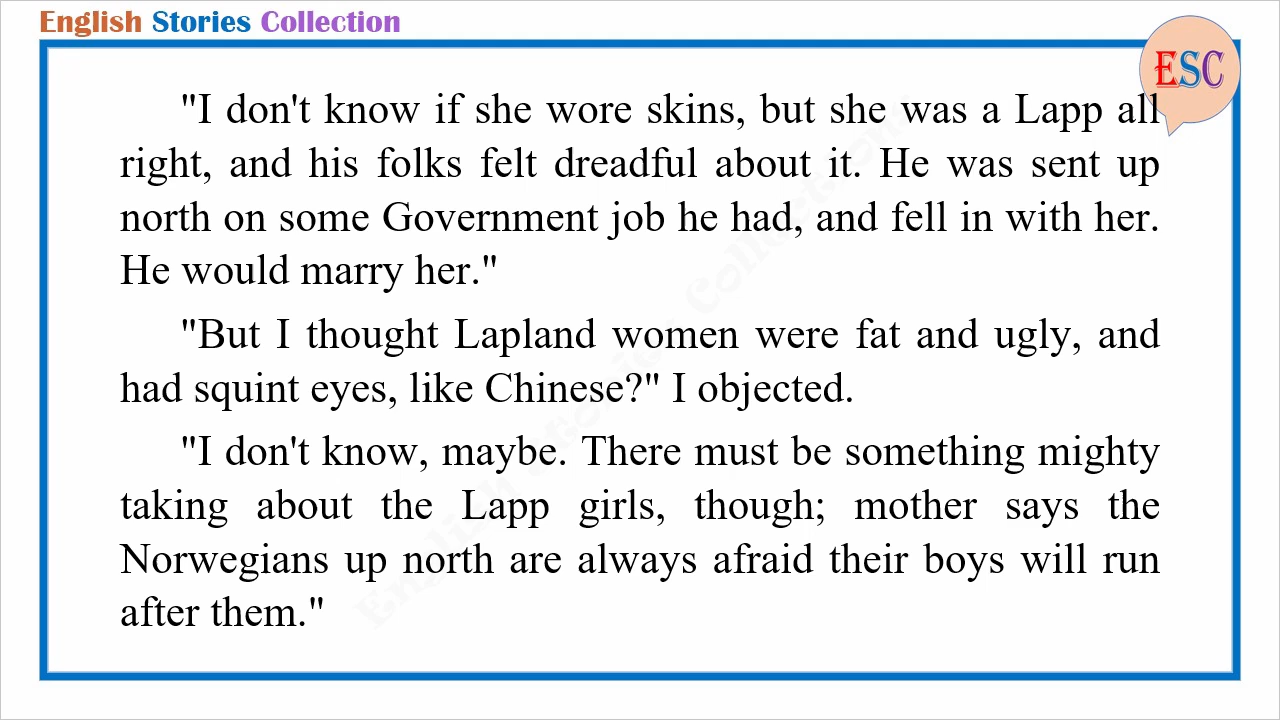 English Stories Collection
ESC
"I don't know if she wore skins, but she was a Lapp all
right, and his folks felt dreadful about it. He was sent up
north on some Government job he had, and fell in with her.
He would marry her."
"But I thought Lapland women were fat and ugly, and
had squint eyes, like Chinese?" I objected.
"I don't know, maybe. There must be something mighty
taking about the Lapp girls, though; mother says the
Norwegians up north are always afraid their boys will run
after them."
English Stories Collection